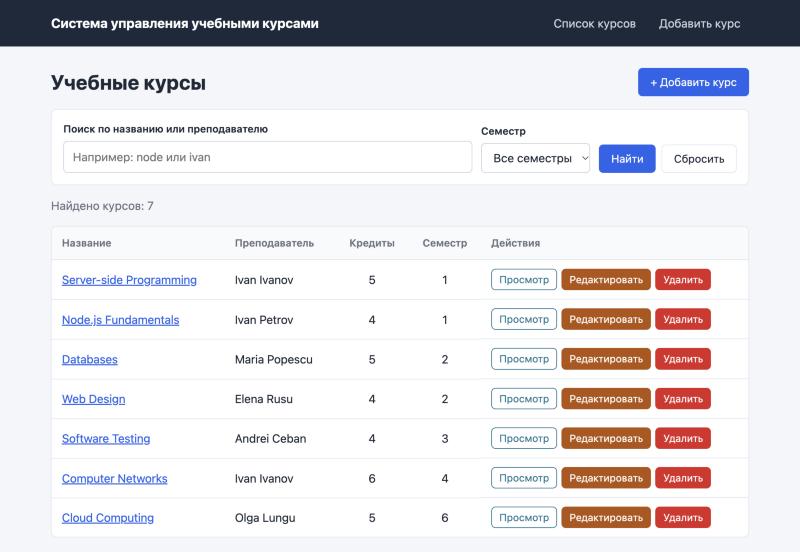 Система управления учебными курсами Список курсов Добавить курс
Учебные курсы + Добавить курс
Поиск по названию или преподавателю Семестр
Например: node или ivan Все семестры Найти Сбросить
Найдено курсов: 7
Название Преподаватель Кредиты Семестр Действия
Server-side Programming Ivan Ivanov 5 1 Просмотр Редактировать Удалить
Node.js Fundamentals Ivan Petrov 4 1 Просмотр Редактировать Удалить
Databases Maria Popescu 5 2 Просмотр Редактировать Удалить
Web Design Elena Rusu 4 2 Просмотр Редактировать Удалить
Software Testing Andrei Ceban 4 3 Просмотр Редактировать Удалить
Computer Networks Ivan Ivanov 6 4 Просмотр Редактировать Удалить
Cloud Computing Olga Lungu 5 6 Просмотр Редактировать Удалить